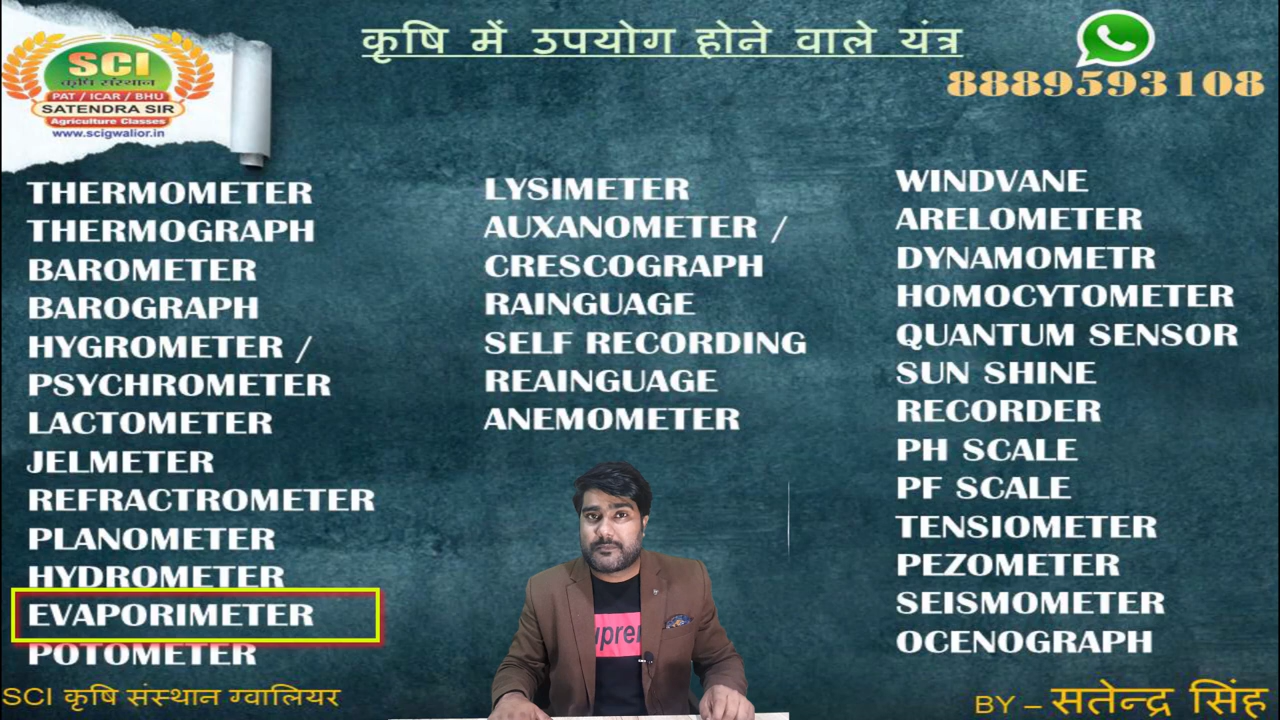 कृषि में उपयोग होने वाले यंत्र
8889593108
SCI
कृषि संस्थान
PAT / ICAR / BHU
SATENDRA SIR
Agriculture Classes
www.scigwalior.in
THERMOMETER
THERMOGRAPH
BAROMETER
BAROGRAPH
HYGROMETER /
PSYCHROMETER
LACTOMETER
JELMETER
REFRACTROMETER
PLANOMETER
HYDROMETER
EVAPORIMETER
POTOMETER
LYSIMETER
AUXANOMETER /
CRESCOGRAPH
RAINGUAGE
SELF RECORDING
REAINGUAGE
ANEMOMETER
WINDVANE
ARELOMETER
DYNAMOMETR
HOMOCYTOMETER
QUANTUM SENSOR
SUN SHINE
RECORDER
PH SCALE
PF SCALE
TENSIOMETER
PEZOMETER
SEISMOMETER
OCENOGRAPH
upre
SCI कृषि संस्थान ग्वालियर
BY – सतेन्द्र सिंह